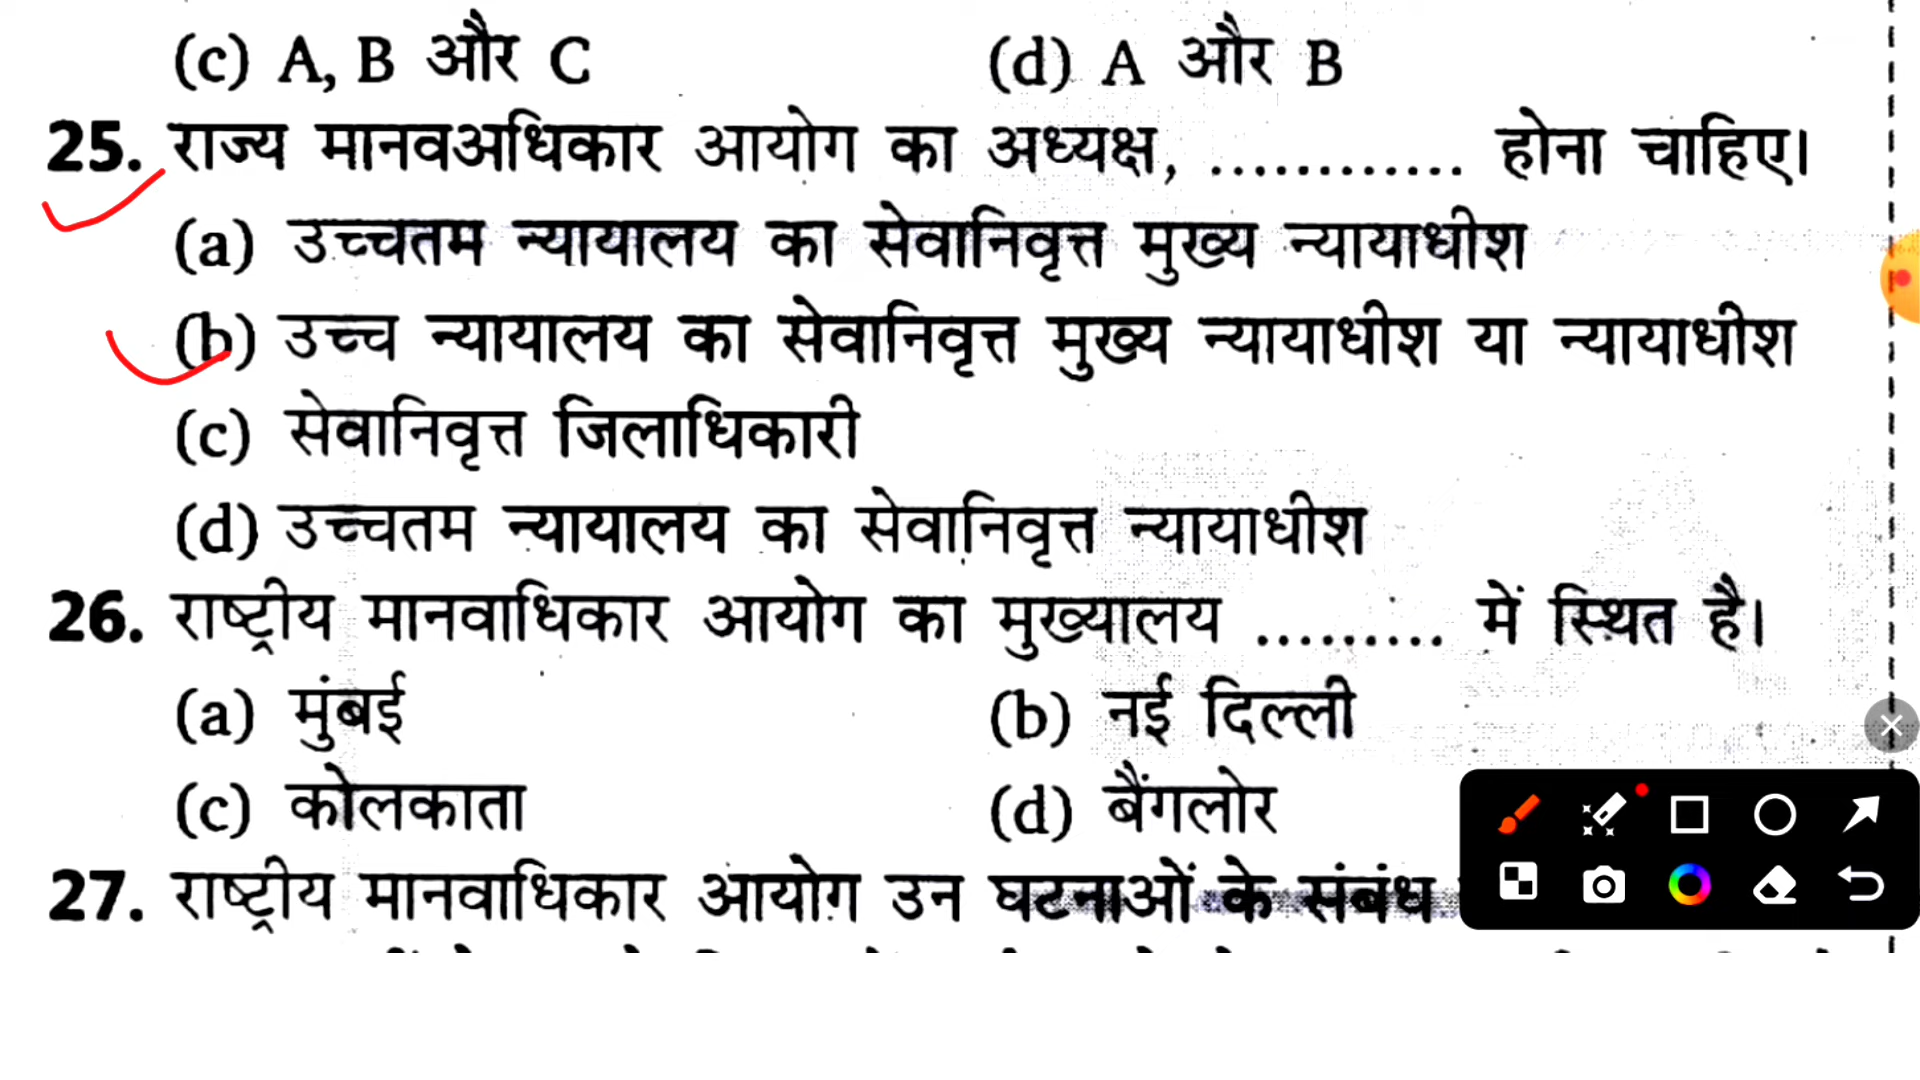 (c) A, B और C (d) A और B
25. राज्य मानवअधिकार आयोग का अध्यक्ष, ............. होना चाहिए।
(a) उच्चतम न्यायालय का सेवानिवृत्त मुख्य न्यायाधीश
(b) उच्च न्यायालय का सेवानिवृत्त मुख्य न्यायाधीश या न्यायाधीश
(c) सेवानिवृत्त जिलाधिकारी
(d) उच्चतम न्यायालय का सेवानिवृत्त न्यायाधीश
26. राष्ट्रीय मानवाधिकार आयोग का मुख्यालय ......... में स्थित है।
(a) मुंबई (b) नई दिल्ली
(c) कोलकाता (d) बैंगलोर
27. राष्ट्रीय मानवाधिकार आयोग उन घटनाओं के संबंध